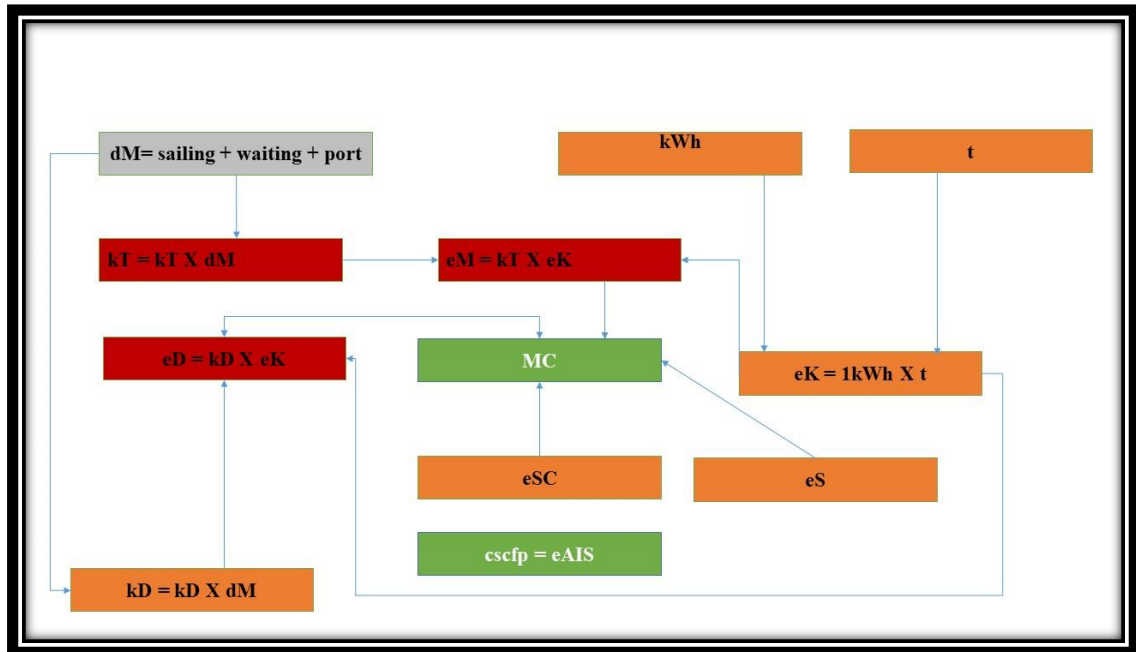 dM= sailing + waiting + port
kWh
t
kT = kT X dM
eM = kT X eK
eD = kD X eK
MC
eK = 1kWh X t
eSC
eS
cscfp = eAIS
kD = kD X dM